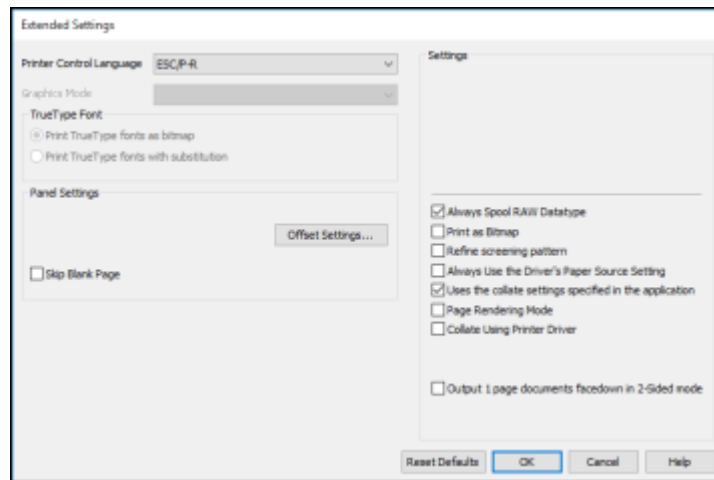 Extended Settings
Printer Control Language ESC/P-R
Graphics Mode
TrueType Font
Print TrueType fonts as bitmap
Print TrueType fonts with substitution
Panel Settings
Offset Settings...
Skip Blank Page
Settings
Always Spool RAW Datatype
Print as Bitmap
Refine screening pattern
Always Use the Driver's Paper Source Setting
Uses the collate settings specified in the application
Page Rendering Mode
Collate Using Printer Driver
Output 1 page documents facedown in 2-Sided mode
Reset Defaults OK Cancel Help